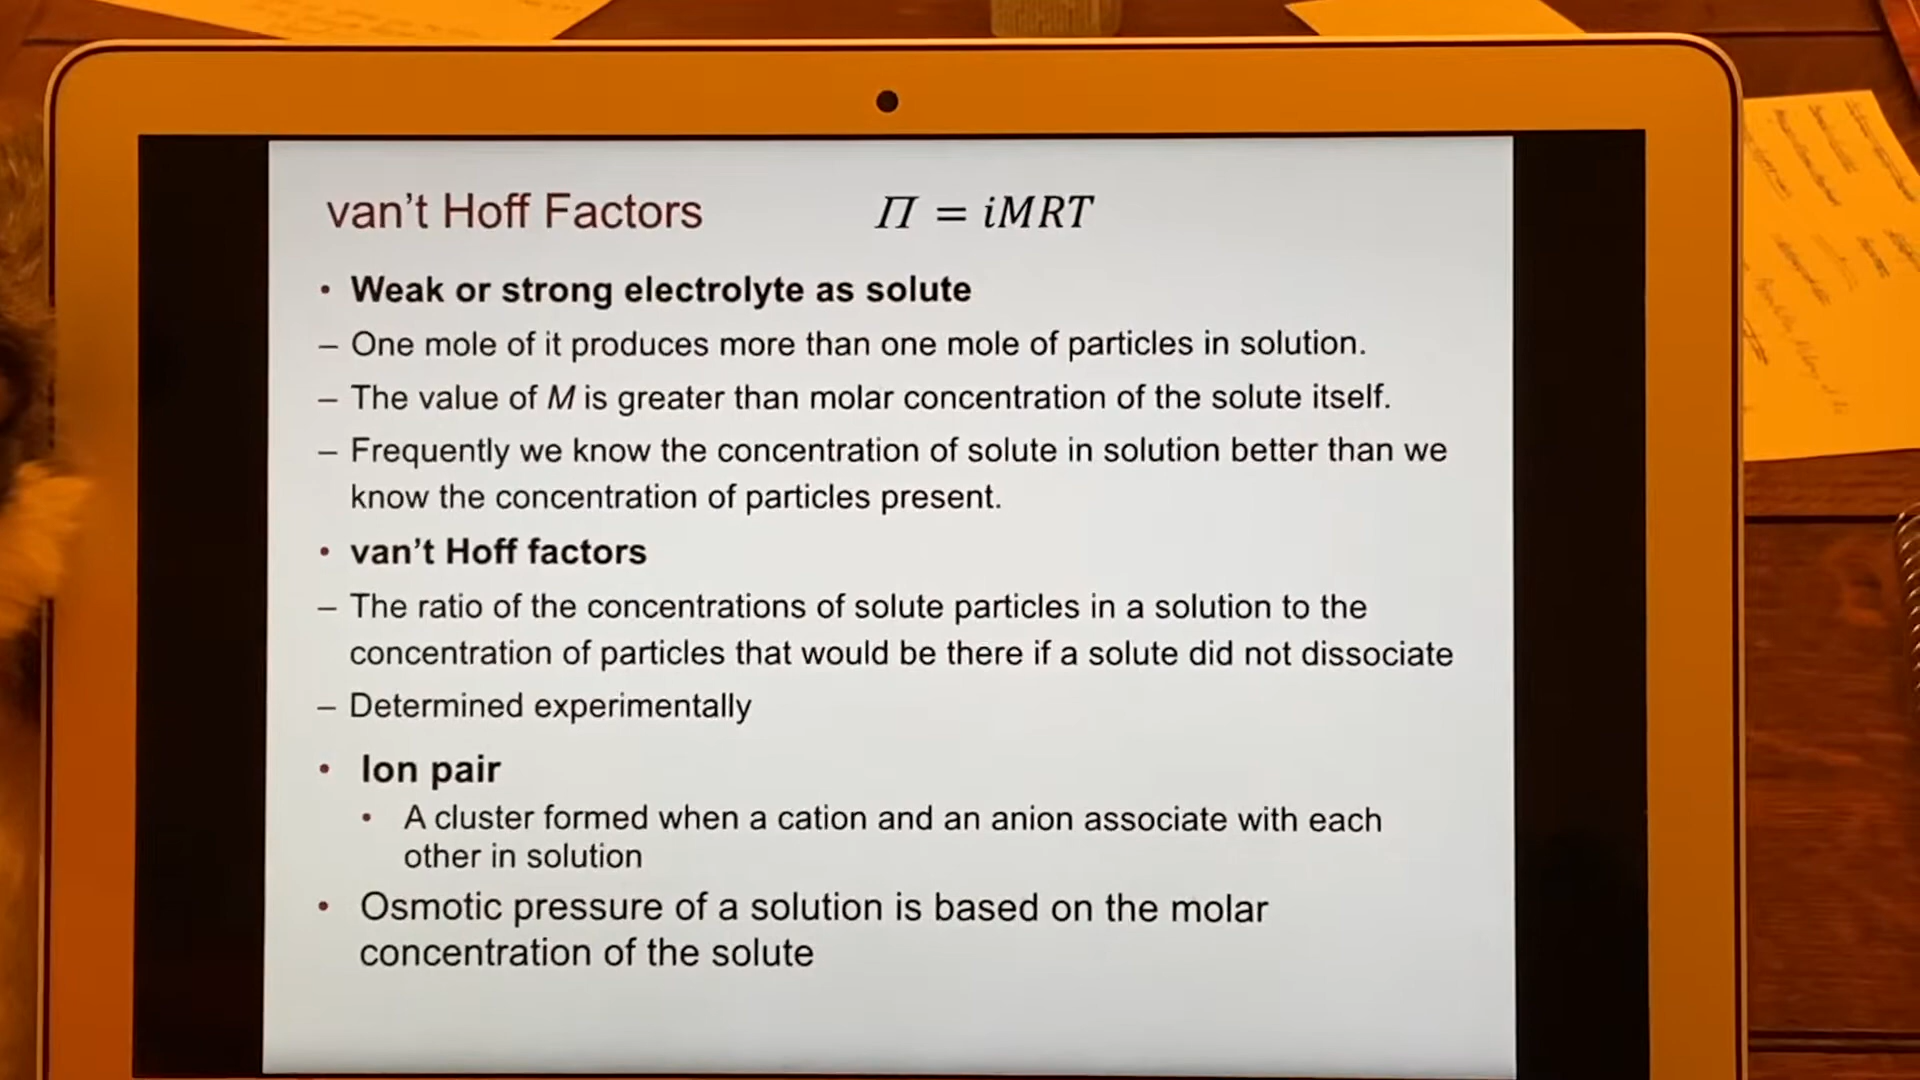 van't Hoff Factors
Π = iMRT
• Weak or strong electrolyte as solute
– One mole of it produces more than one mole of particles in solution.
– The value of M is greater than molar concentration of the solute itself.
– Frequently we know the concentration of solute in solution better than we
know the concentration of particles present.
• van't Hoff factors
– The ratio of the concentrations of solute particles in a solution to the
concentration of particles that would be there if a solute did not dissociate
– Determined experimentally
• Ion pair
• A cluster formed when a cation and an anion associate with each
other in solution
• Osmotic pressure of a solution is based on the molar
concentration of the solute